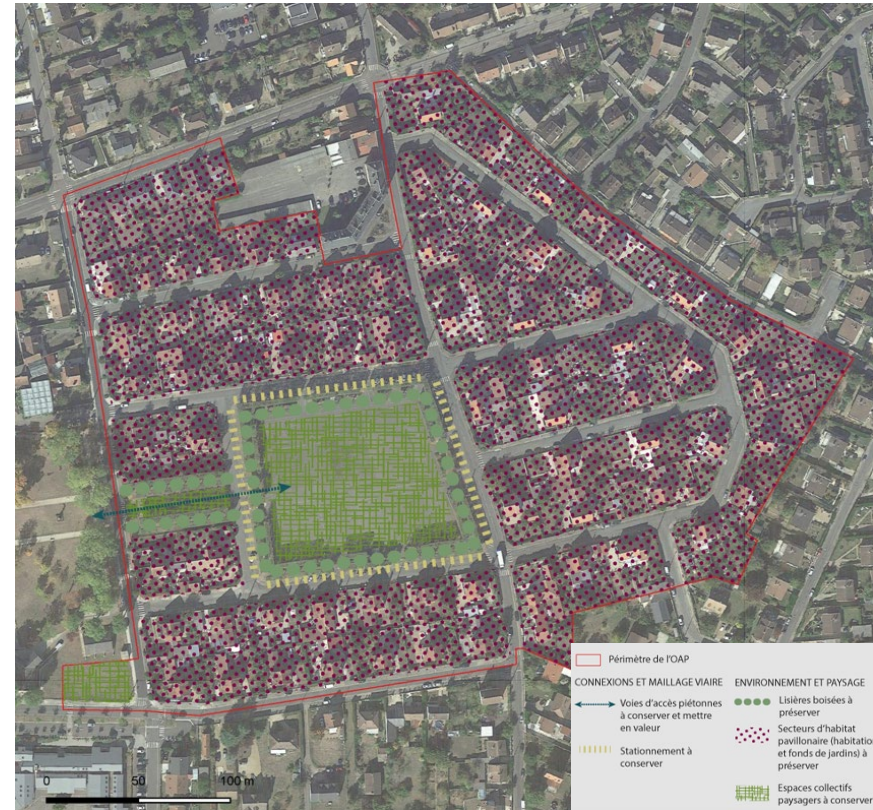 Périmètre de l'OAP
CONNEXIONS ET MAILLAGE VIAIRE
Voies d'accès piétonnes
à conserver et mettre
en valeur
Stationnement à
conserver
ENVIRONNEMENT ET PAYSAGE
Lisières boisées à
préserver
Secteurs d'habitat
pavillonaire (habitation
et fonds de jardins) à
préserver
Espaces collectifs
paysagers à conserver
0 50 100 m